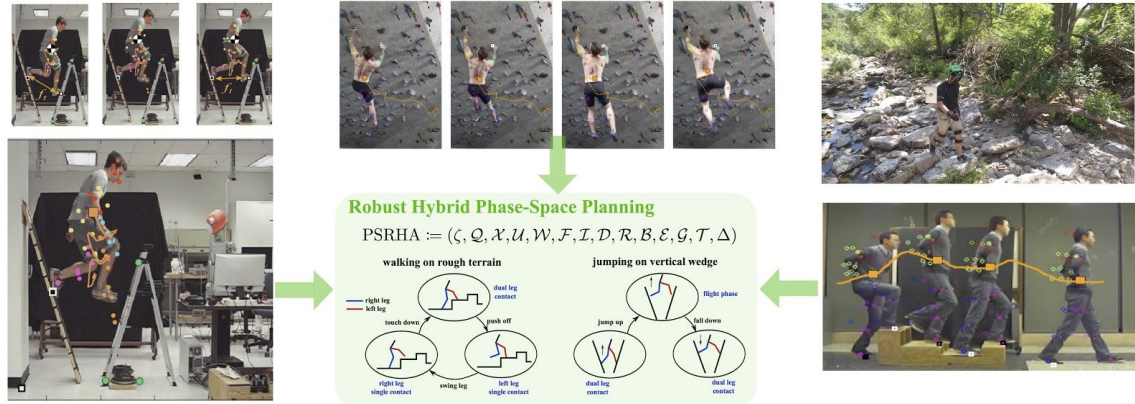 f₁
f₁
Robust Hybrid Phase-Space Planning
PSRHA ≔ (ζ, 𝒬, 𝒳, 𝒰, 𝒲, ℱ, ℐ, 𝒟, ℛ, ℬ, ℰ, 𝒢, 𝒯, Δ)
walking on rough terrain
jumping on vertical wedge
right leg
left leg
dual leg
contact
touch down
push off
right leg
single contact
swing leg
left leg
single contact
flight phase
jump up
fall down
dual leg
contact
dual leg
contact